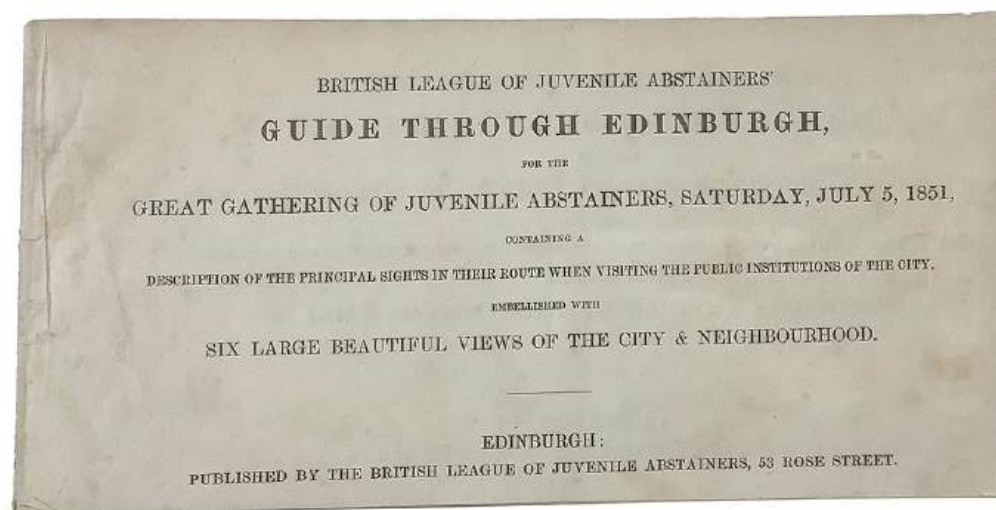 BRITISH LEAGUE OF JUVENILE ABSTAINERS'
GUIDE THROUGH EDINBURGH,
FOR THE
GREAT GATHERING OF JUVENILE ABSTAINERS, SATURDAY, JULY 5, 1851,
CONTAINING A
DESCRIPTION OF THE PRINCIPAL SIGHTS IN THEIR ROUTE WHEN VISITING THE PUBLIC INSTITUTIONS OF THE CITY.
EMBELLISHED WITH
SIX LARGE BEAUTIFUL VIEWS OF THE CITY & NEIGHBOURHOOD.
EDINBURGH:
PUBLISHED BY THE BRITISH LEAGUE OF JUVENILE ABSTAINERS, 53 ROSE STREET.